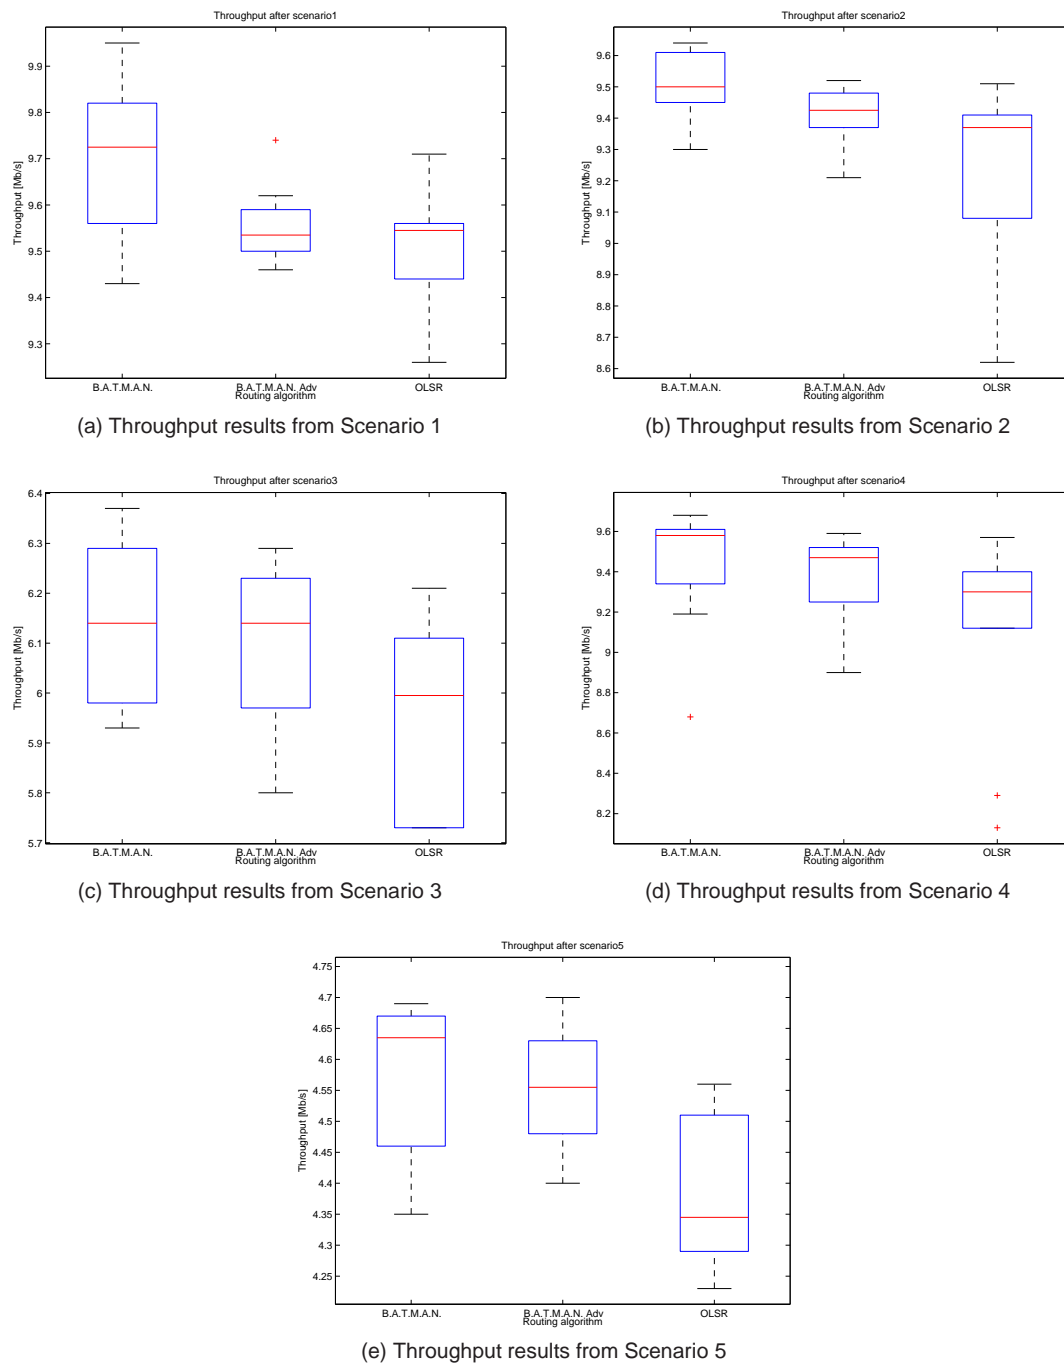 Throughput after scenario1
Throughput [Mb/s]
9.9
9.8
9.7
9.6
9.5
9.4
9.3
B.A.T.M.A.N. B.A.T.M.A.N. Adv OLSR
Routing algorithm
(a) Throughput results from Scenario 1
Throughput after scenario2
Throughput [Mb/s]
9.6
9.5
9.4
9.3
9.2
9.1
9
8.9
8.8
8.7
8.6
B.A.T.M.A.N. B.A.T.M.A.N. Adv OLSR
Routing algorithm
(b) Throughput results from Scenario 2
Throughput after scenario3
Throughput [Mb/s]
6.4
6.3
6.2
6.1
6
5.9
5.8
5.7
B.A.T.M.A.N. B.A.T.M.A.N. Adv OLSR
Routing algorithm
(c) Throughput results from Scenario 3
Throughput after scenario4
Throughput [Mb/s]
9.6
9.4
9.2
9
8.8
8.6
8.4
8.2
B.A.T.M.A.N. B.A.T.M.A.N. Adv OLSR
Routing algorithm
(d) Throughput results from Scenario 4
Throughput after scenario5
Throughput [Mb/s]
4.75
4.7
4.65
4.6
4.55
4.5
4.45
4.4
4.35
4.3
4.25
B.A.T.M.A.N. B.A.T.M.A.N. Adv OLSR
Routing algorithm
(e) Throughput results from Scenario 5